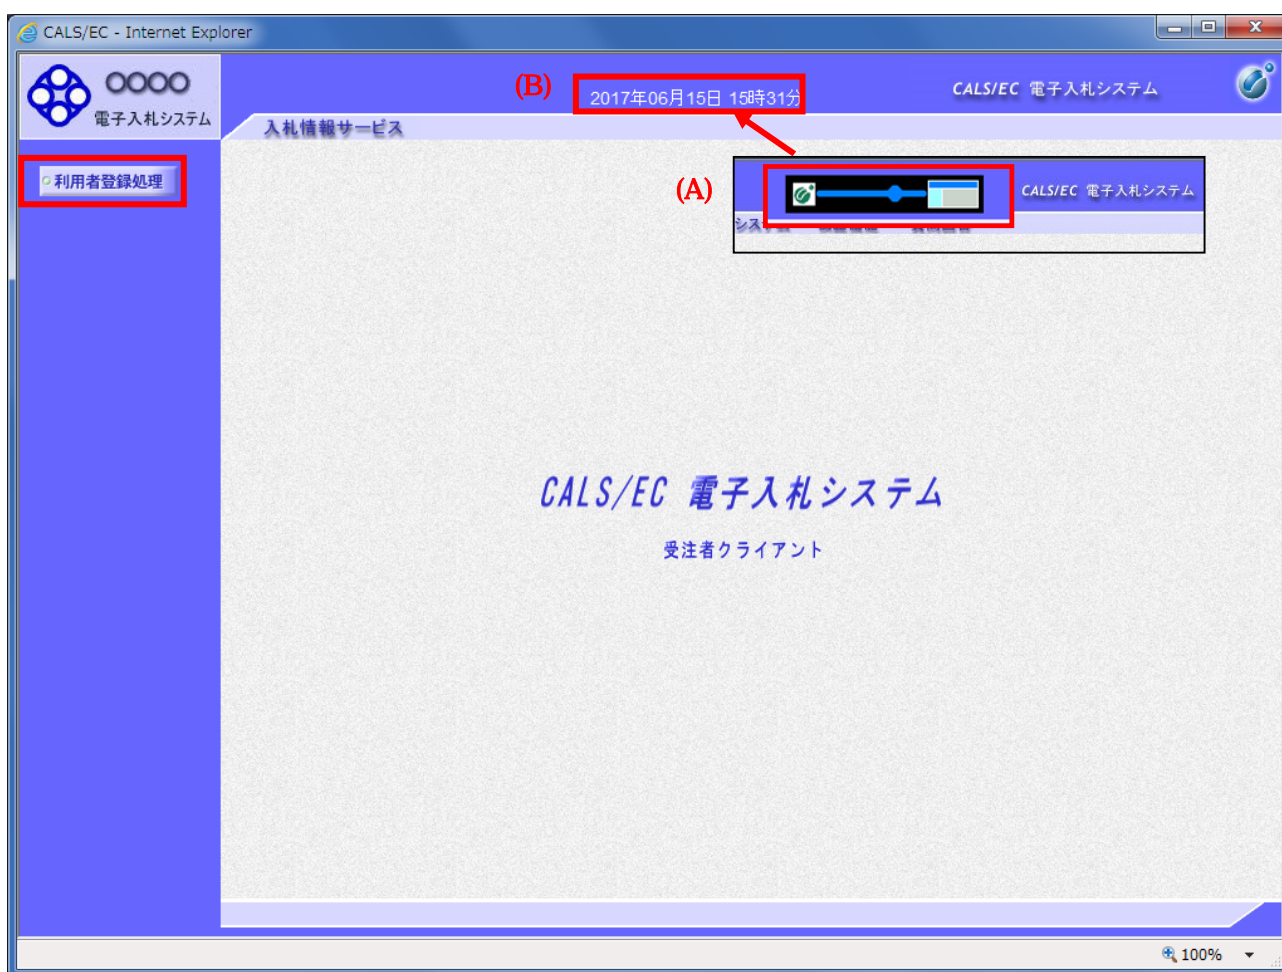 CALS/EC - Internet Explorer
○○○○
電子入札システム
(B)
2017年06月15日 15時31分
CALS/EC 電子入札システム
入札情報サービス
利用者登録処理
(A)
CALS/EC 電子入札システム
CALS/EC 電子入札システム
受注者クライアント
100%